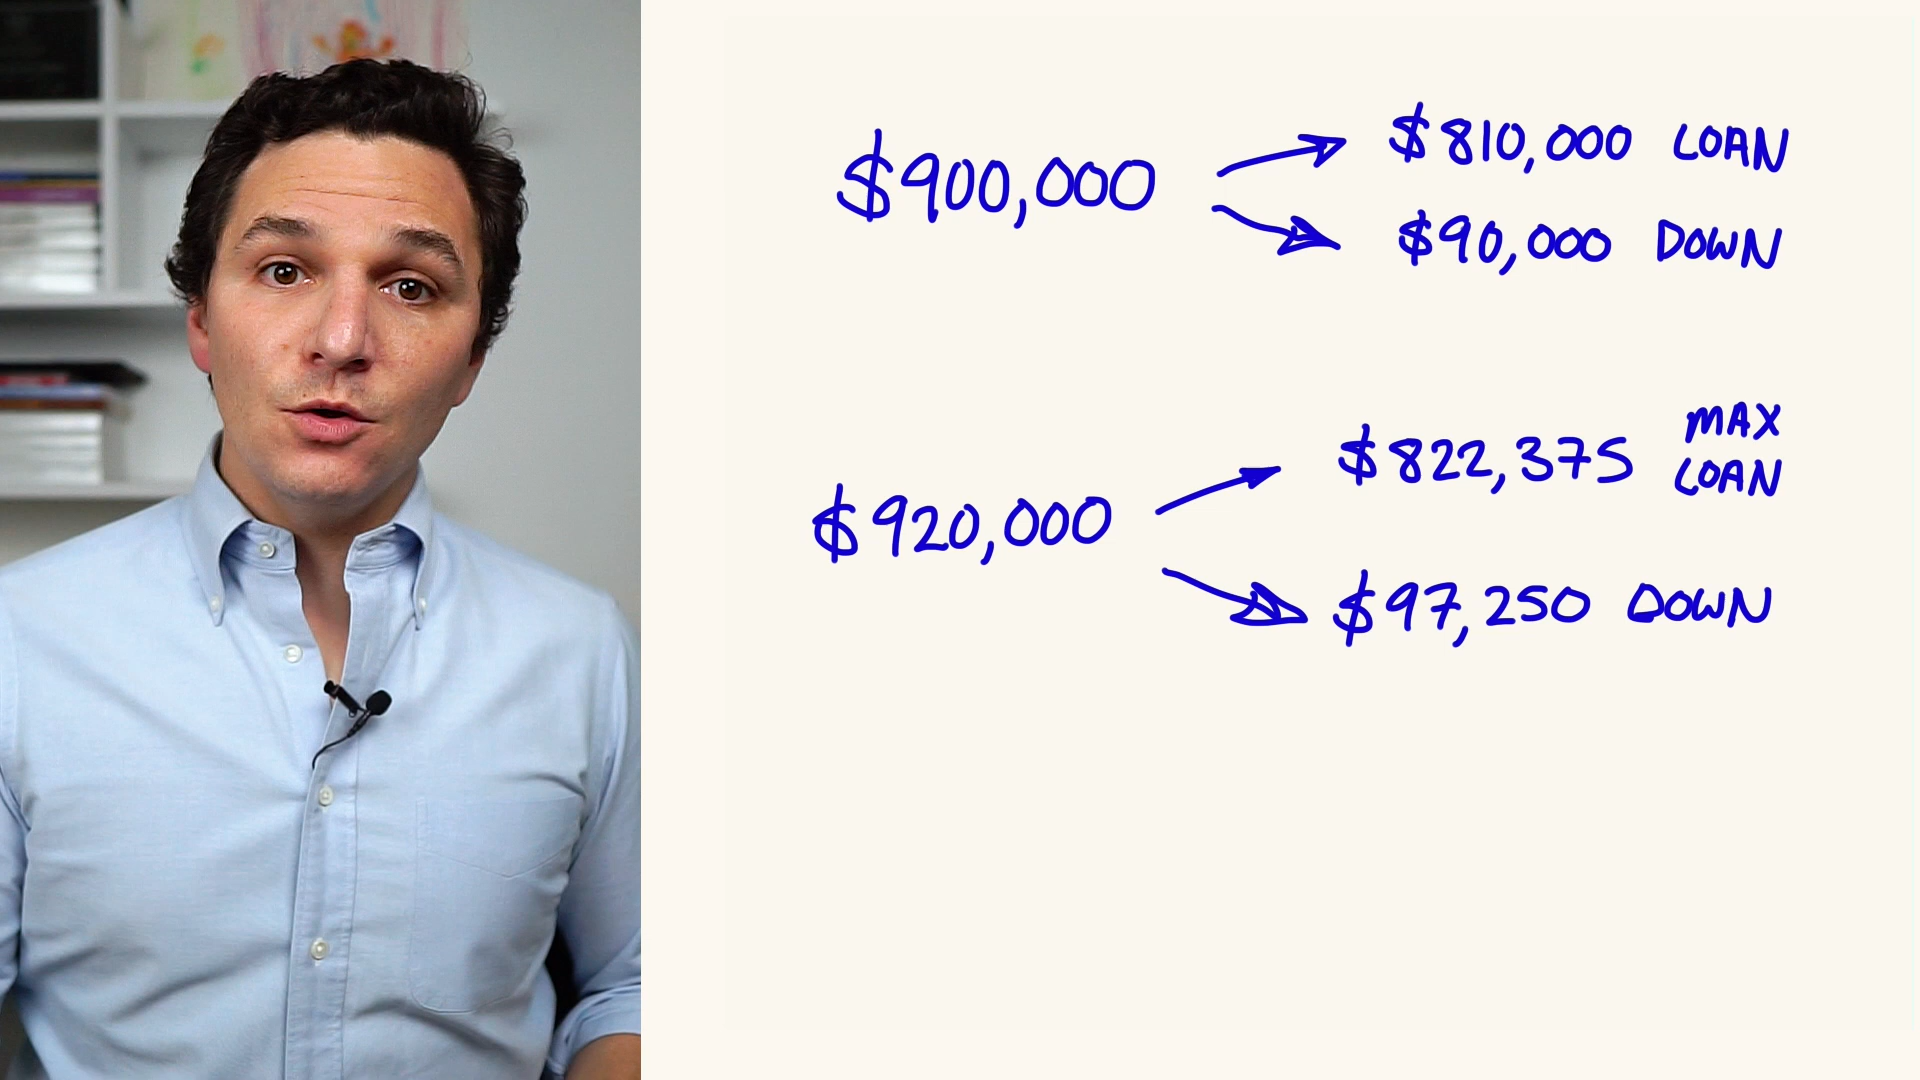 $900,000
$810,000 LOAN
$90,000 DOWN
$920,000
$822,375 MAX LOAN
$97,250 DOWN